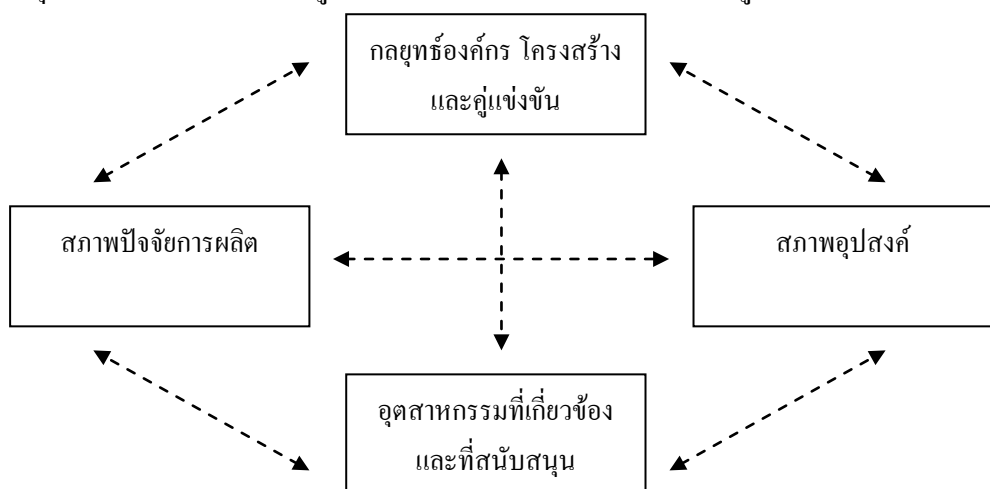 กลยุทธ์องค์กร โครงสร้าง
และคู่แข่งขัน
สภาพปัจจัยการผลิต
สภาพอุปสงค์
อุตสาหกรรมที่เกี่ยวข้อง
และที่สนับสนุน